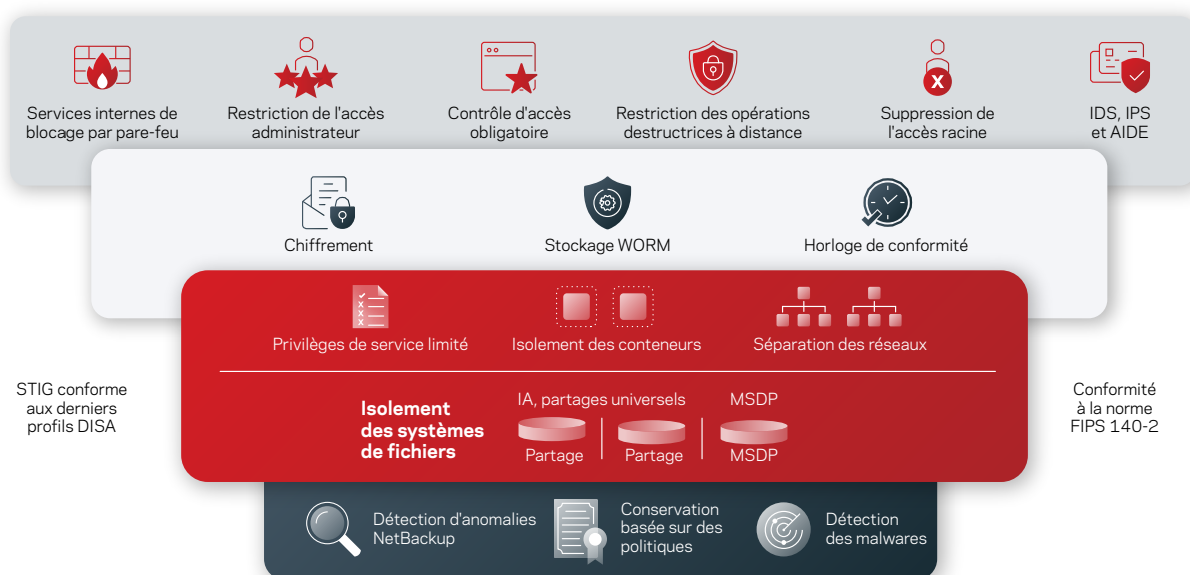 Services internes de
blocage par pare-feu
Restriction de l'accès
administrateur
Contrôle d'accès
obligatoire
Restriction des opérations
destructrices à distance
X
Suppression de
l'accès racine
IDS, IPS
et AIDE
Chiffrement
Stockage WORM
Horloge de conformité
Privilèges de service limité
Isolement des conteneurs
Séparation des réseaux
STIG conforme
aux derniers
profils DISA
Isolement
des systèmes
de fichiers
IA, partages universels
MSDP
Partage
Partage
MSDP
Conformité
à la norme
FIPS 140-2
Détection d'anomalies
NetBackup
Conservation
basée sur des
politiques
Détection
des malwares